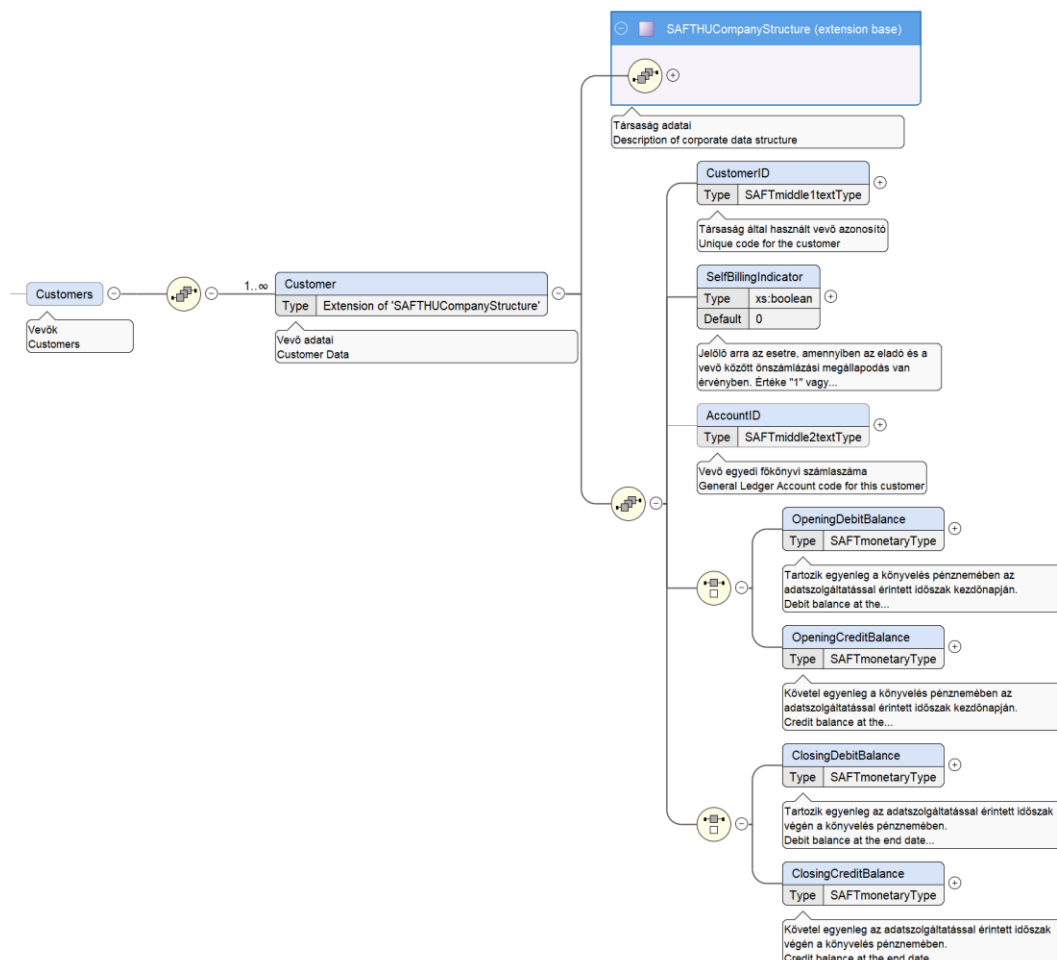 SAFTHUCompanyStructure (extension base)
Társaság adatai
Description of corporate data structure
CustomerID
Type SAFTmiddle1textType
Társaság által használt vevő azonosító
Unique code for the customer
SelfBillingIndicator
Type xs:boolean
Default 0
Jelölő arra az esetre, amennyiben az eladó és a
vevő között önszámlázási megállapodás van
érvényben. Értéke "1" vagy...
Customers
Vevők
Customers
1..∞
Customer
Type Extension of 'SAFTHUCompanyStructure'
Vevő adatai
Customer Data
AccountID
Type SAFTmiddle2textType
Vevő egyedi főkönyvi számlaszáma
General Ledger Account code for this customer
OpeningDebitBalance
Type SAFTmonetaryType
Tartozik egyenleg a könyvelés pénznemében az
adatszolgáltatással érintett időszak kezdőnapján.
Debit balance at the...
OpeningCreditBalance
Type SAFTmonetaryType
Követel egyenleg a könyvelés pénznemében az
adatszolgáltatással érintett időszak kezdőnapján.
Credit balance at the...
ClosingDebitBalance
Type SAFTmonetaryType
Tartozik egyenleg az adatszolgáltatással érintett időszak
végén a könyvelés pénznemében.
Debit balance at the end date...
ClosingCreditBalance
Type SAFTmonetaryType
Követel egyenleg az adatszolgáltatással érintett időszak
végén a könyvelés pénznemében.
Credit balance at the end date